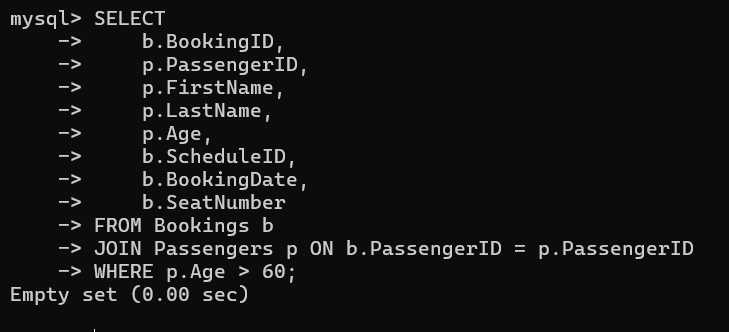 mysql> SELECT
    ->     b.BookingID,
    ->     p.PassengerID,
    ->     p.FirstName,
    ->     p.LastName,
    ->     p.Age,
    ->     b.ScheduleID,
    ->     b.BookingDate,
    ->     b.SeatNumber
    -> FROM Bookings b
    -> JOIN Passengers p ON b.PassengerID = p.PassengerID
    -> WHERE p.Age > 60;
Empty set (0.00 sec)